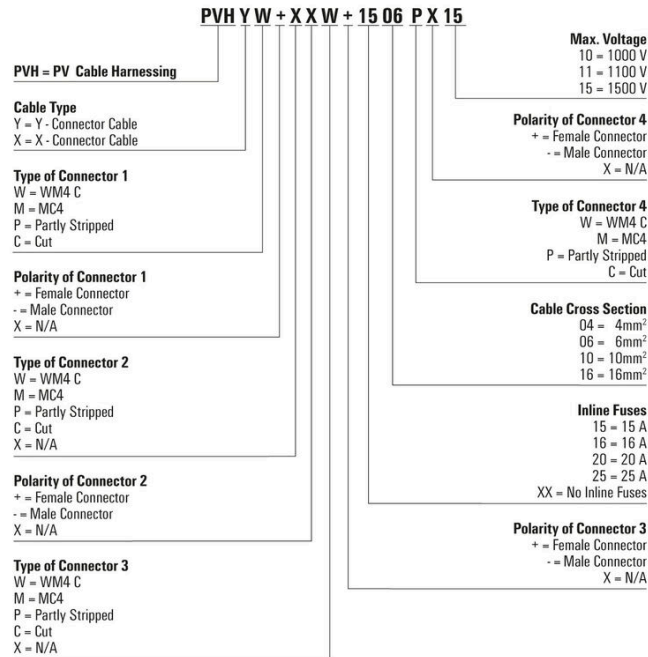 PVH Y W + X X W + 15 06 P X 15
PVH = PV Cable Harnessing
Cable Type
Y = Y - Connector Cable
X = X - Connector Cable
Type of Connector 1
W = WM4 C
M = MC4
P = Partly Stripped
C = Cut
Polarity of Connector 1
+ = Female Connector
- = Male Connector
X = N/A
Type of Connector 2
W = WM4 C
M = MC4
P = Partly Stripped
C = Cut
X = N/A
Polarity of Connector 2
+ = Female Connector
- = Male Connector
X = N/A
Type of Connector 3
W = WM4 C
M = MC4
P = Partly Stripped
C = Cut
X = N/A
Max. Voltage
10 = 1000 V
11 = 1100 V
15 = 1500 V
Polarity of Connector 4
+ = Female Connector
- = Male Connector
X = N/A
Type of Connector 4
W = WM4 C
M = MC4
P = Partly Stripped
C = Cut
Cable Cross Section
04 = 4mm²
06 = 6mm²
10 = 10mm²
16 = 16mm²
Inline Fuses
15 = 15 A
16 = 16 A
20 = 20 A
25 = 25 A
XX = No Inline Fuses
Polarity of Connector 3
+ = Female Connector
- = Male Connector
X = N/A